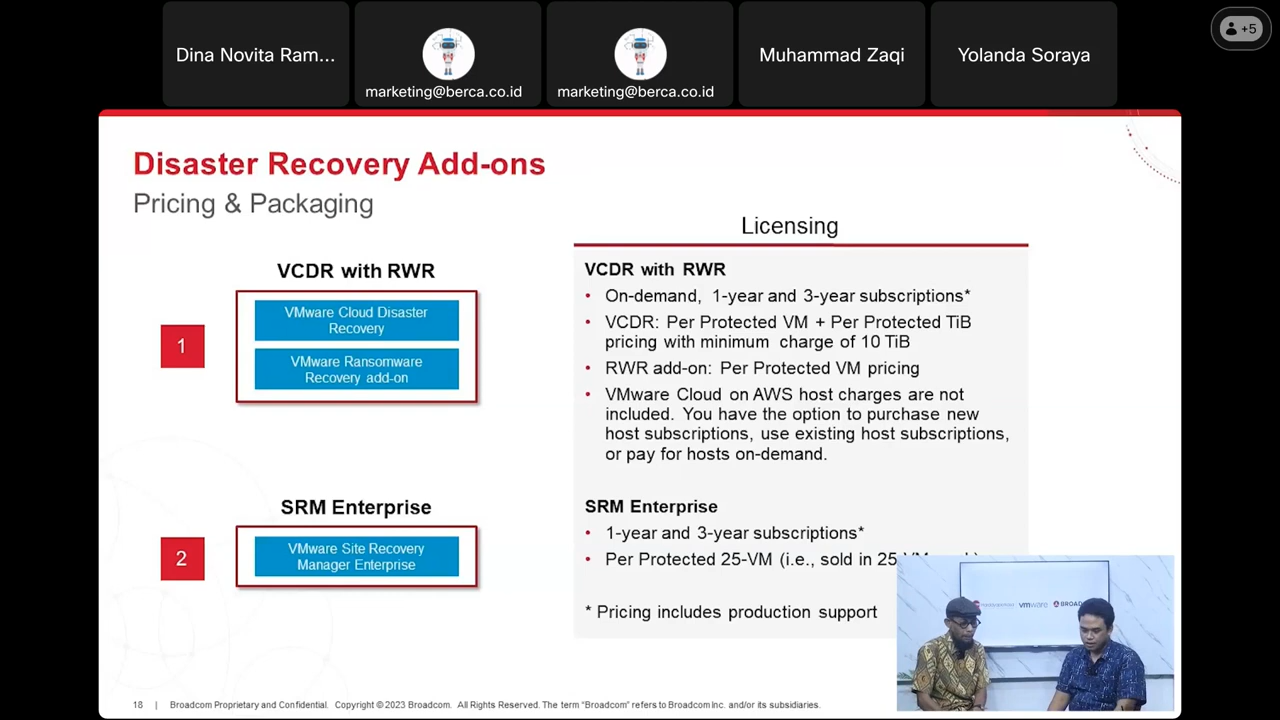 Dina Novita Ram...
marketing@berca.co.id
marketing@berca.co.id
Muhammad Zaqi
Yolanda Soraya
+5
Disaster Recovery Add-ons
Pricing & Packaging
Licensing
VCDR with RWR
1
VMware Cloud Disaster
Recovery
VMware Ransomware
Recovery add-on
VCDR with RWR
• On-demand, 1-year and 3-year subscriptions*
• VCDR: Per Protected VM + Per Protected TiB
pricing with minimum charge of 10 TiB
• RWR add-on: Per Protected VM pricing
• VMware Cloud on AWS host charges are not
included. You have the option to purchase new
host subscriptions, use existing host subscriptions,
or pay for hosts on-demand.
SRM Enterprise
2
VMware Site Recovery
Manager Enterprise
SRM Enterprise
• 1-year and 3-year subscriptions*
• Per Protected 25-VM (i.e., sold in 25
* Pricing includes production support
vmware
18 | Broadcom Proprietary and Confidential. Copyright © 2023 Broadcom. All Rights Reserved. The term “Broadcom” refers to Broadcom Inc. and/or its subsidiaries.